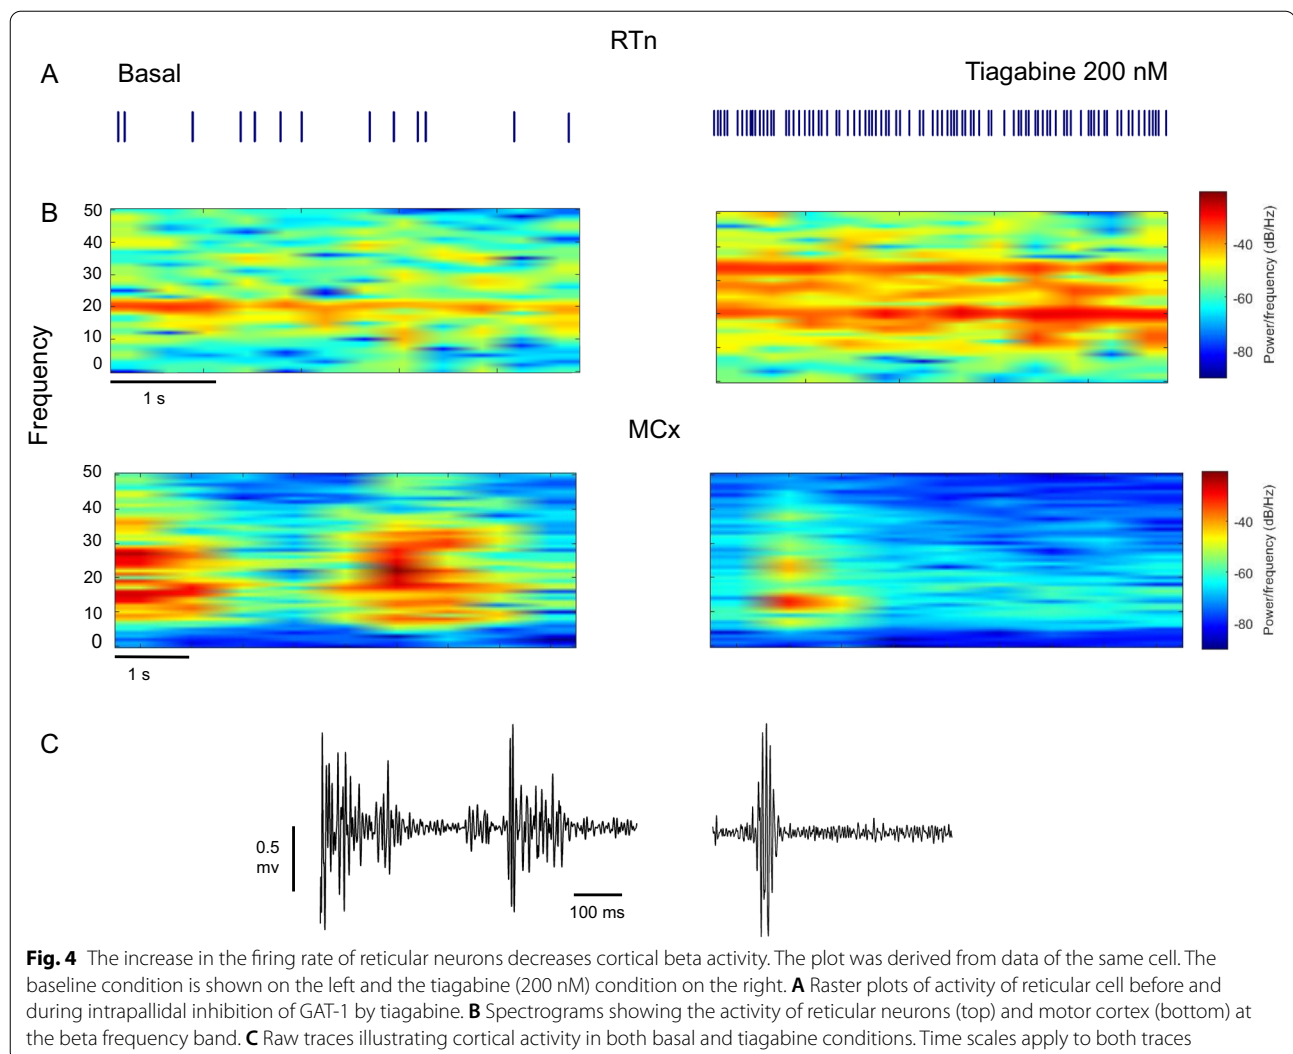 RTn
A Basal Tiagabine 200 nM
B
50
40
30
20
10
0
-40
-60
-80
Power/frequency (dB/Hz)
1 s
Frequency
MCx
50
40
30
20
10
0
-40
-60
-80
Power/frequency (dB/Hz)
1 s
C
0.5
mv
100 ms
Fig. 4 The increase in the firing rate of reticular neurons decreases cortical beta activity. The plot was derived from data of the same cell. The
baseline condition is shown on the left and the tiagabine (200 nM) condition on the right. A Raster plots of activity of reticular cell before and
during intrapallidal inhibition of GAT-1 by tiagabine. B Spectrograms showing the activity of reticular neurons (top) and motor cortex (bottom) at
the beta frequency band. C Raw traces illustrating cortical activity in both basal and tiagabine conditions. Time scales apply to both traces